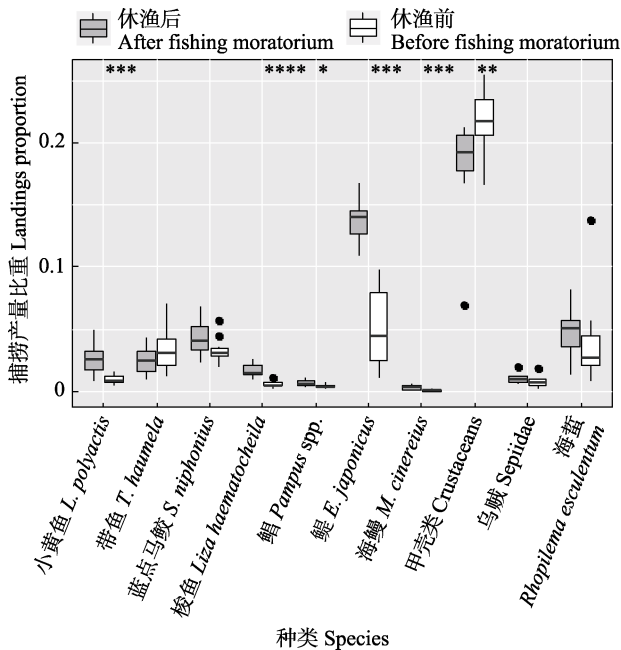 休渔后 休渔前
After fishing moratorium Before fishing moratorium
*** **** * *** *** **
捕捞产量比重 Landings proportion
0.2
0.1
0
小黄鱼 L. polyactis
带鱼 T. haumela
蓝点马鲛 S. niphonius
梭鱼 Liza haematocheila
鲳 Pampus spp.
鳀 E. japonicus
海鳗 M. cinereius
甲壳类 Crustaceans
乌贼 Sepiidae
海蜇
Rhopilema esculentum
种类 Species